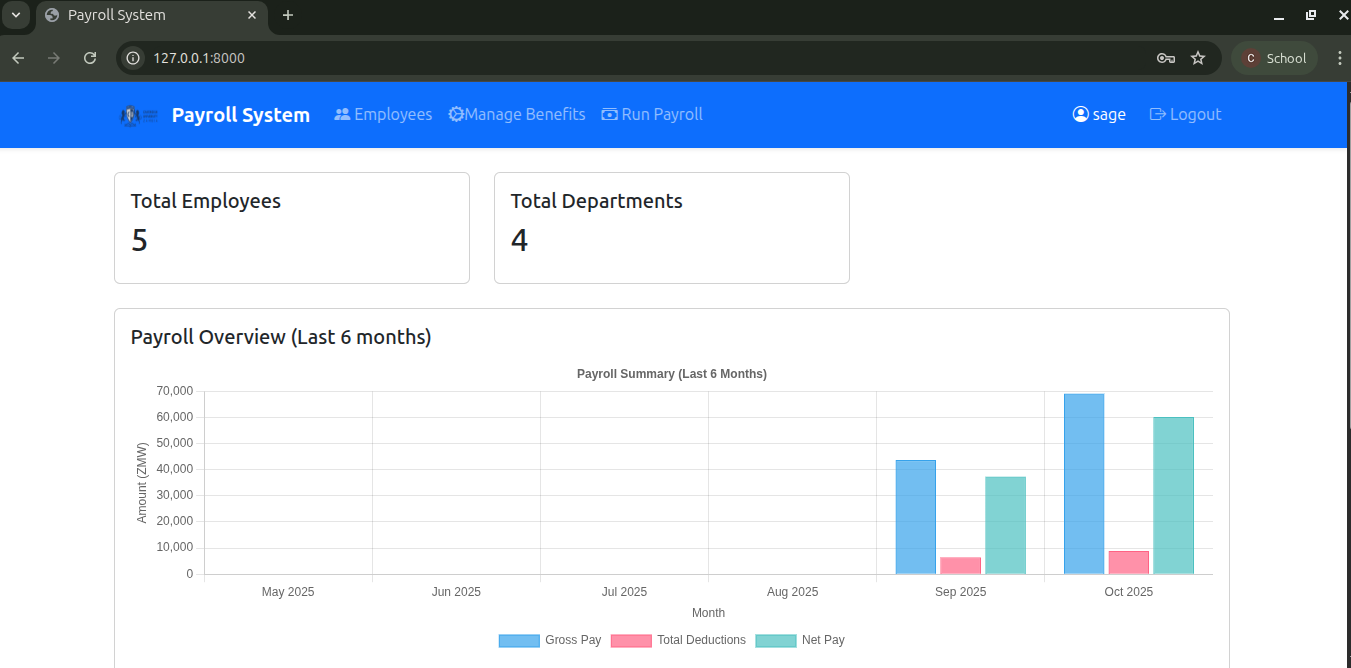 Payroll System
127.0.0.1:8000
C School
Payroll System Employees Manage Benefits Run Payroll sage Logout
Total Employees
5
Total Departments
4
Payroll Overview (Last 6 months)
Payroll Summary (Last 6 Months)
Amount (ZMW)
70,000
60,000
50,000
40,000
30,000
20,000
10,000
0
May 2025 Jun 2025 Jul 2025 Aug 2025 Sep 2025 Oct 2025
Month
Gross Pay Total Deductions Net Pay